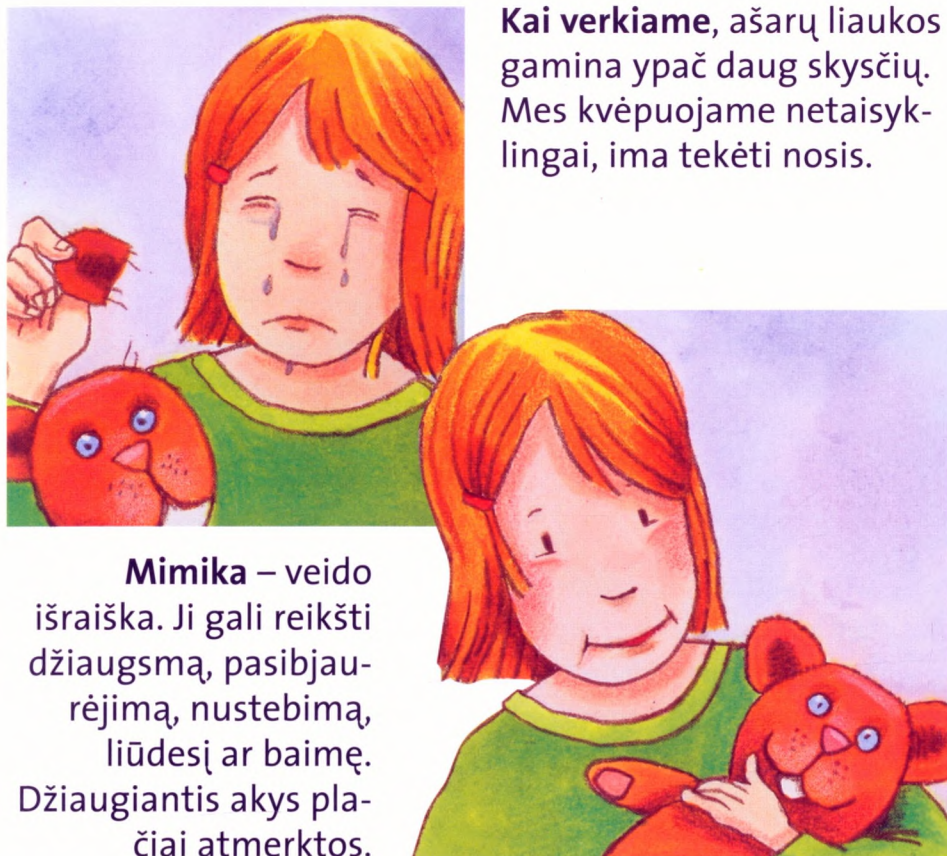 Kai verkiame, ašarų liaukos
gamina ypač daug skysčių.
Mes kvėpuojame netaisyk-
lingai, ima tekėti nosis.
Mimika – veido
išraiška. Ji gali reikšti
džiaugsmą, pasibjau-
rėjimą, nustebimą,
liūdesį ar baimę.
Džiaugiantis akys pla-
čiai atmerktos.